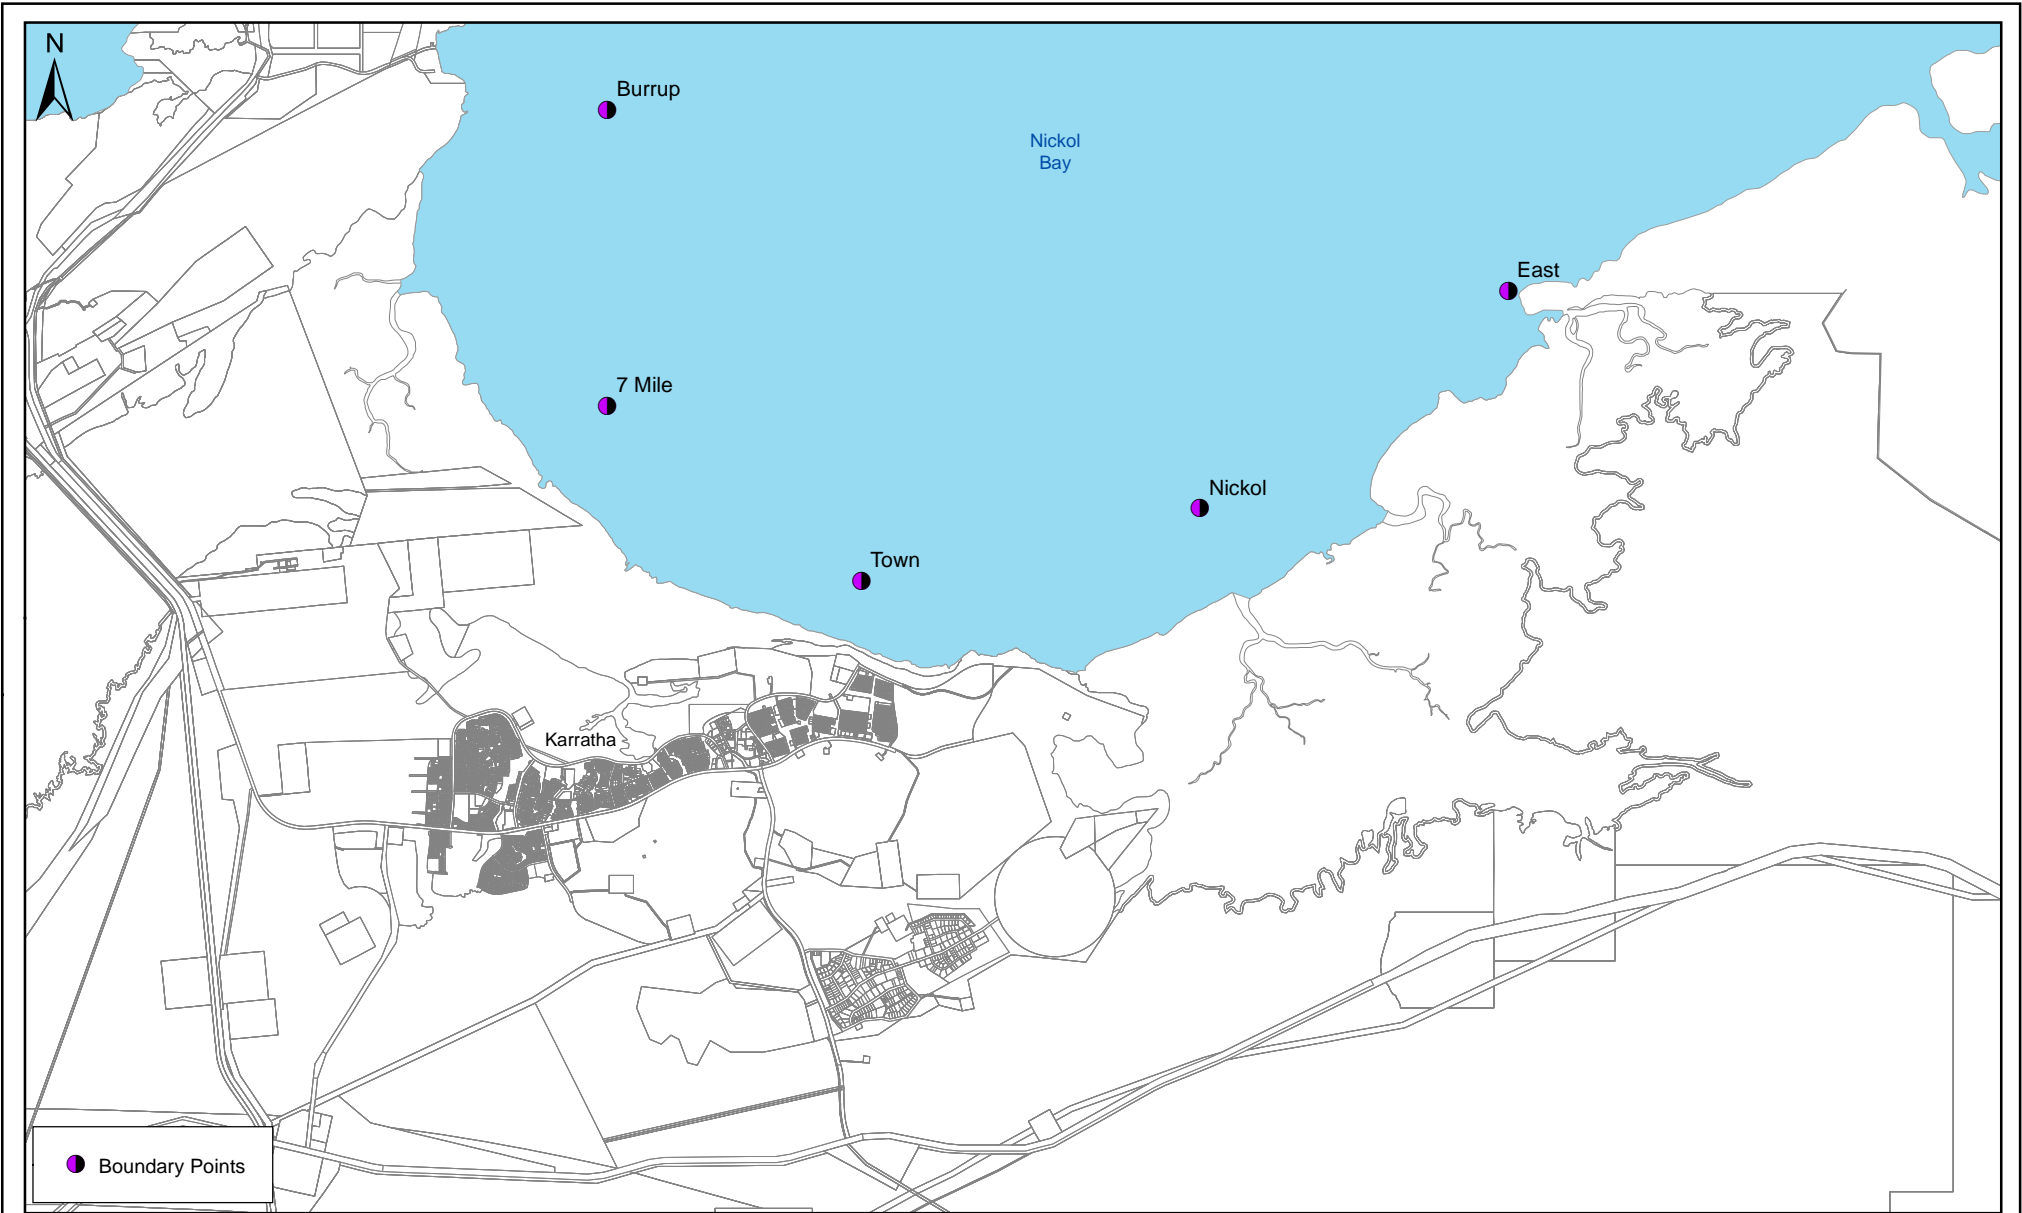 N
Burrup
Nickol
Bay
East
7 Mile
Nickol
Town
Karratha
Boundary Points